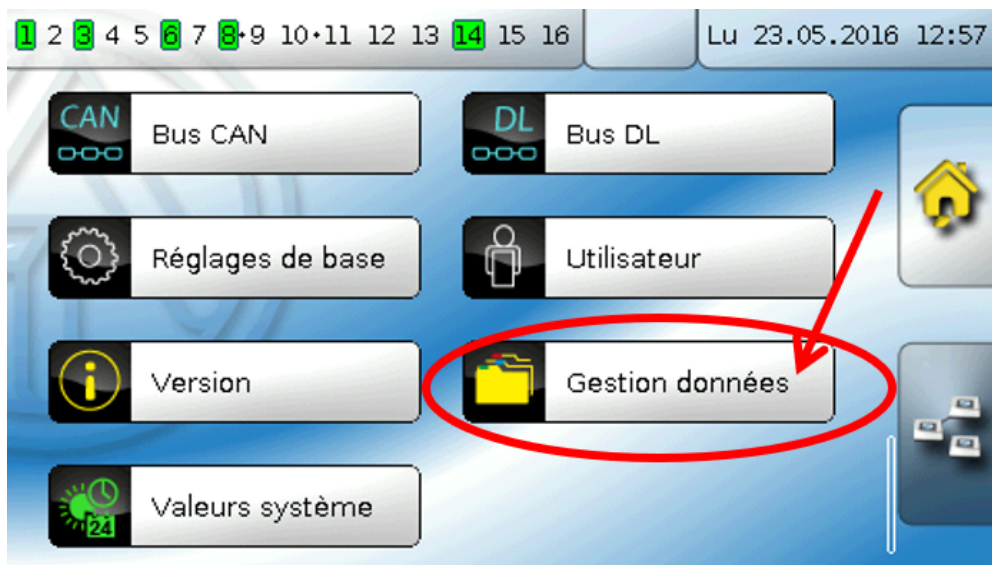 1 2 3 4 5 6 7 8•9 10•11 12 13 14 15 16 Lu 23.05.2016 12:57
CAN Bus CAN
DL Bus DL
Réglages de base
Utilisateur
Version
Gestion données
24 Valeurs système